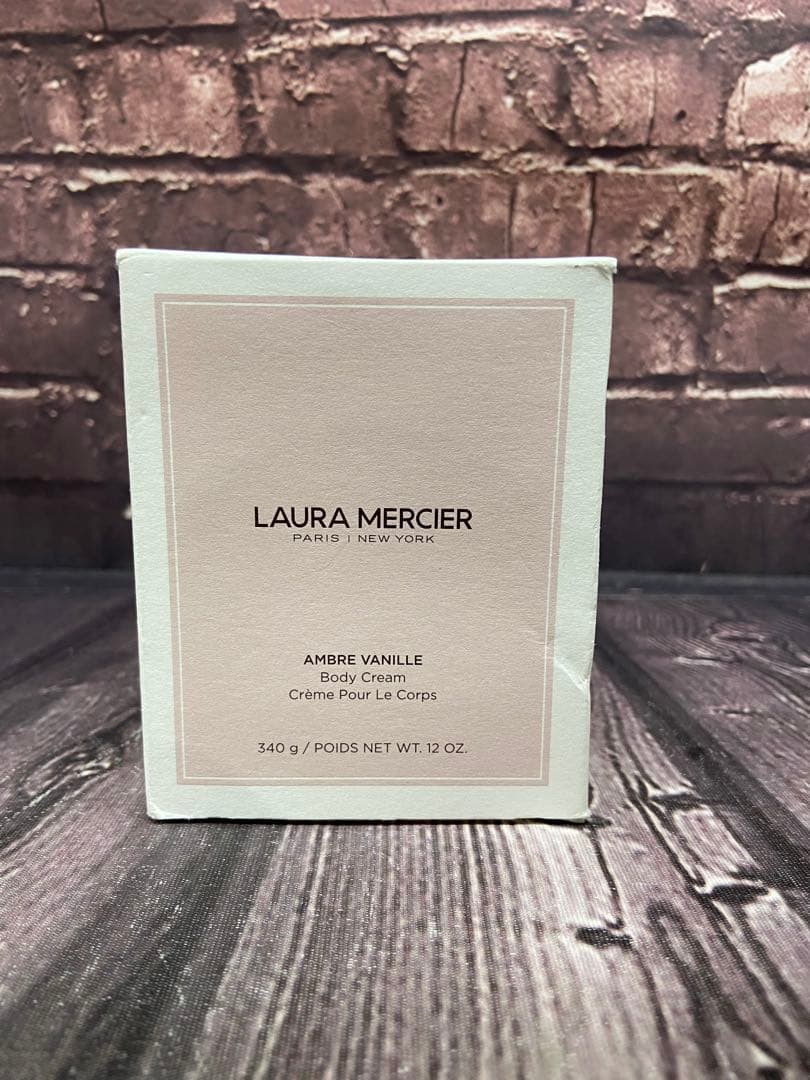 LAURA MERCIER
PARIS | NEW YORK
AMBRE VANILLE
Body Cream
Crème Pour Le Corps
340 g / POIDS NET WT. 12 OZ.